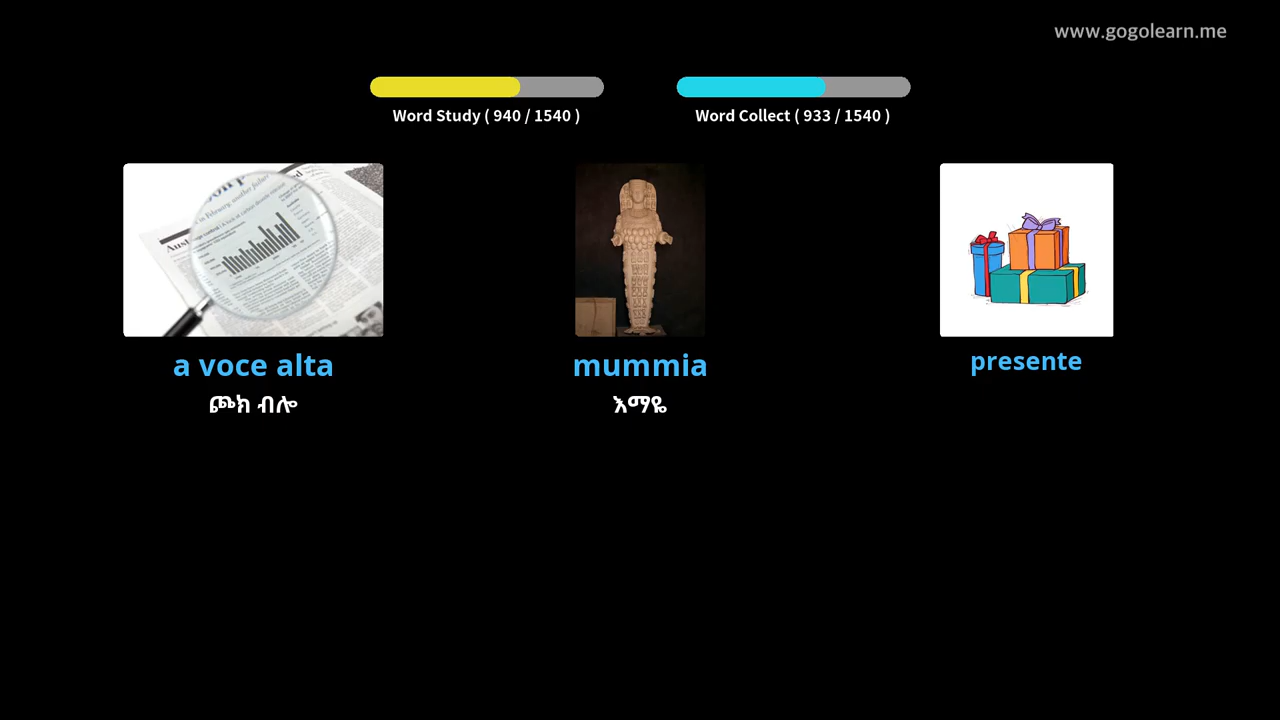 www.gogolearn.me
Word Study ( 940 / 1540 )
Word Collect ( 933 / 1540 )
a voce alta
ጮክ ብሎ
mummia
እማዬ
presente